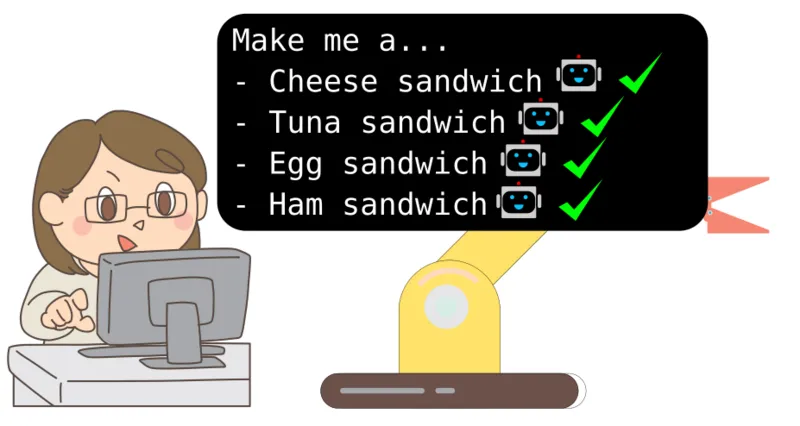 Make me a...
- Cheese sandwich
- Tuna sandwich
- Egg sandwich
- Ham sandwich